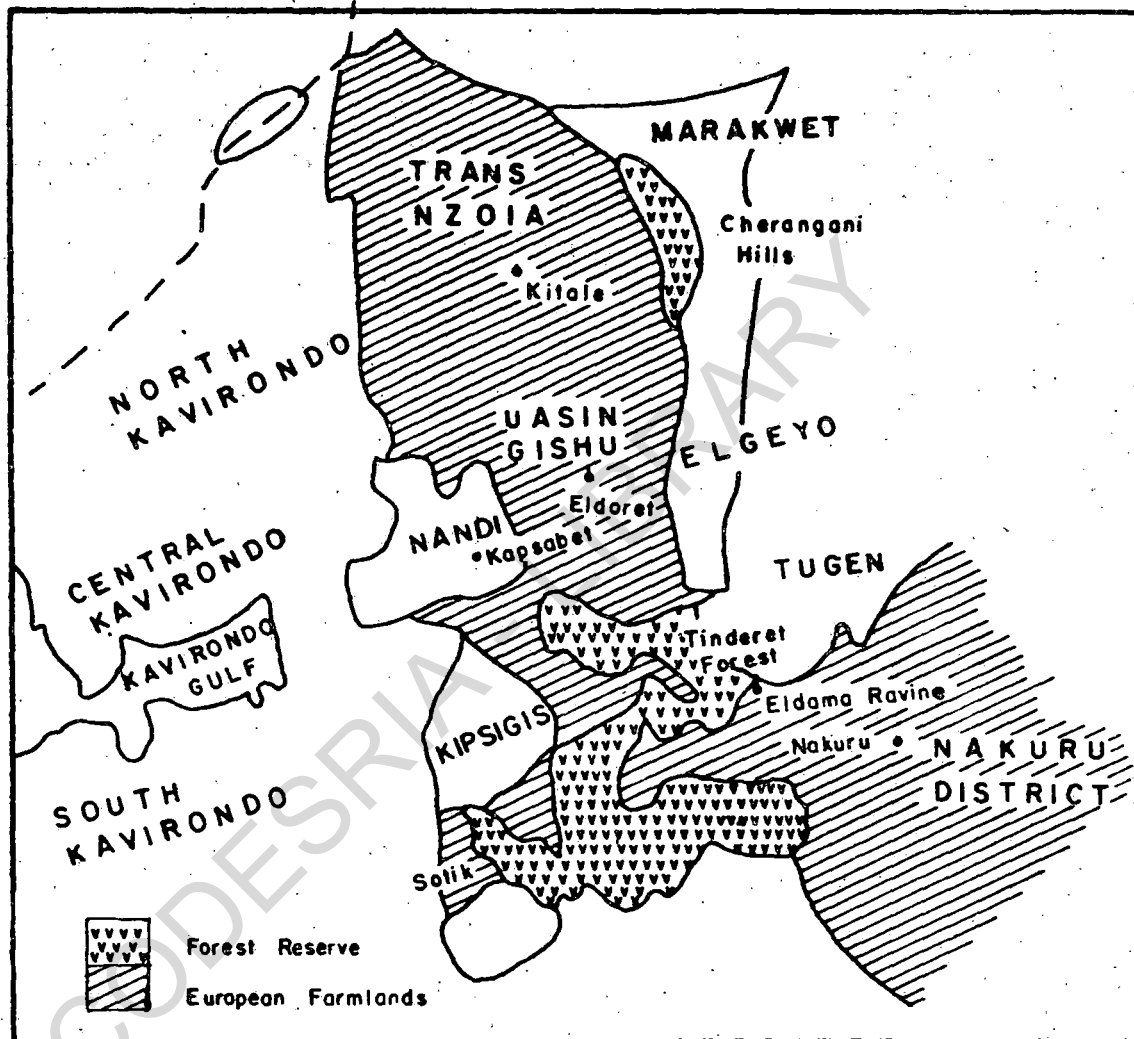 MARAKWET
TRANS
NZOIA
Cherangani
Hills
Kitale
NORTH
KAVIRONDO
UASIN
GISHU
ELGEYO
Eldoret
NANDI
Kapsabet
CENTRAL
KAVIRONDO
TUGEN
KAVIRONDO
GULF
Tinderet
Forest
Eldama Ravine
KIPSIGIS
Nakuru
NAKURU
DISTRICT
SOUTH
KAVIRONDO
Sotik
Forest Reserve
European Farmlands
CODESRIA - LIBRARY